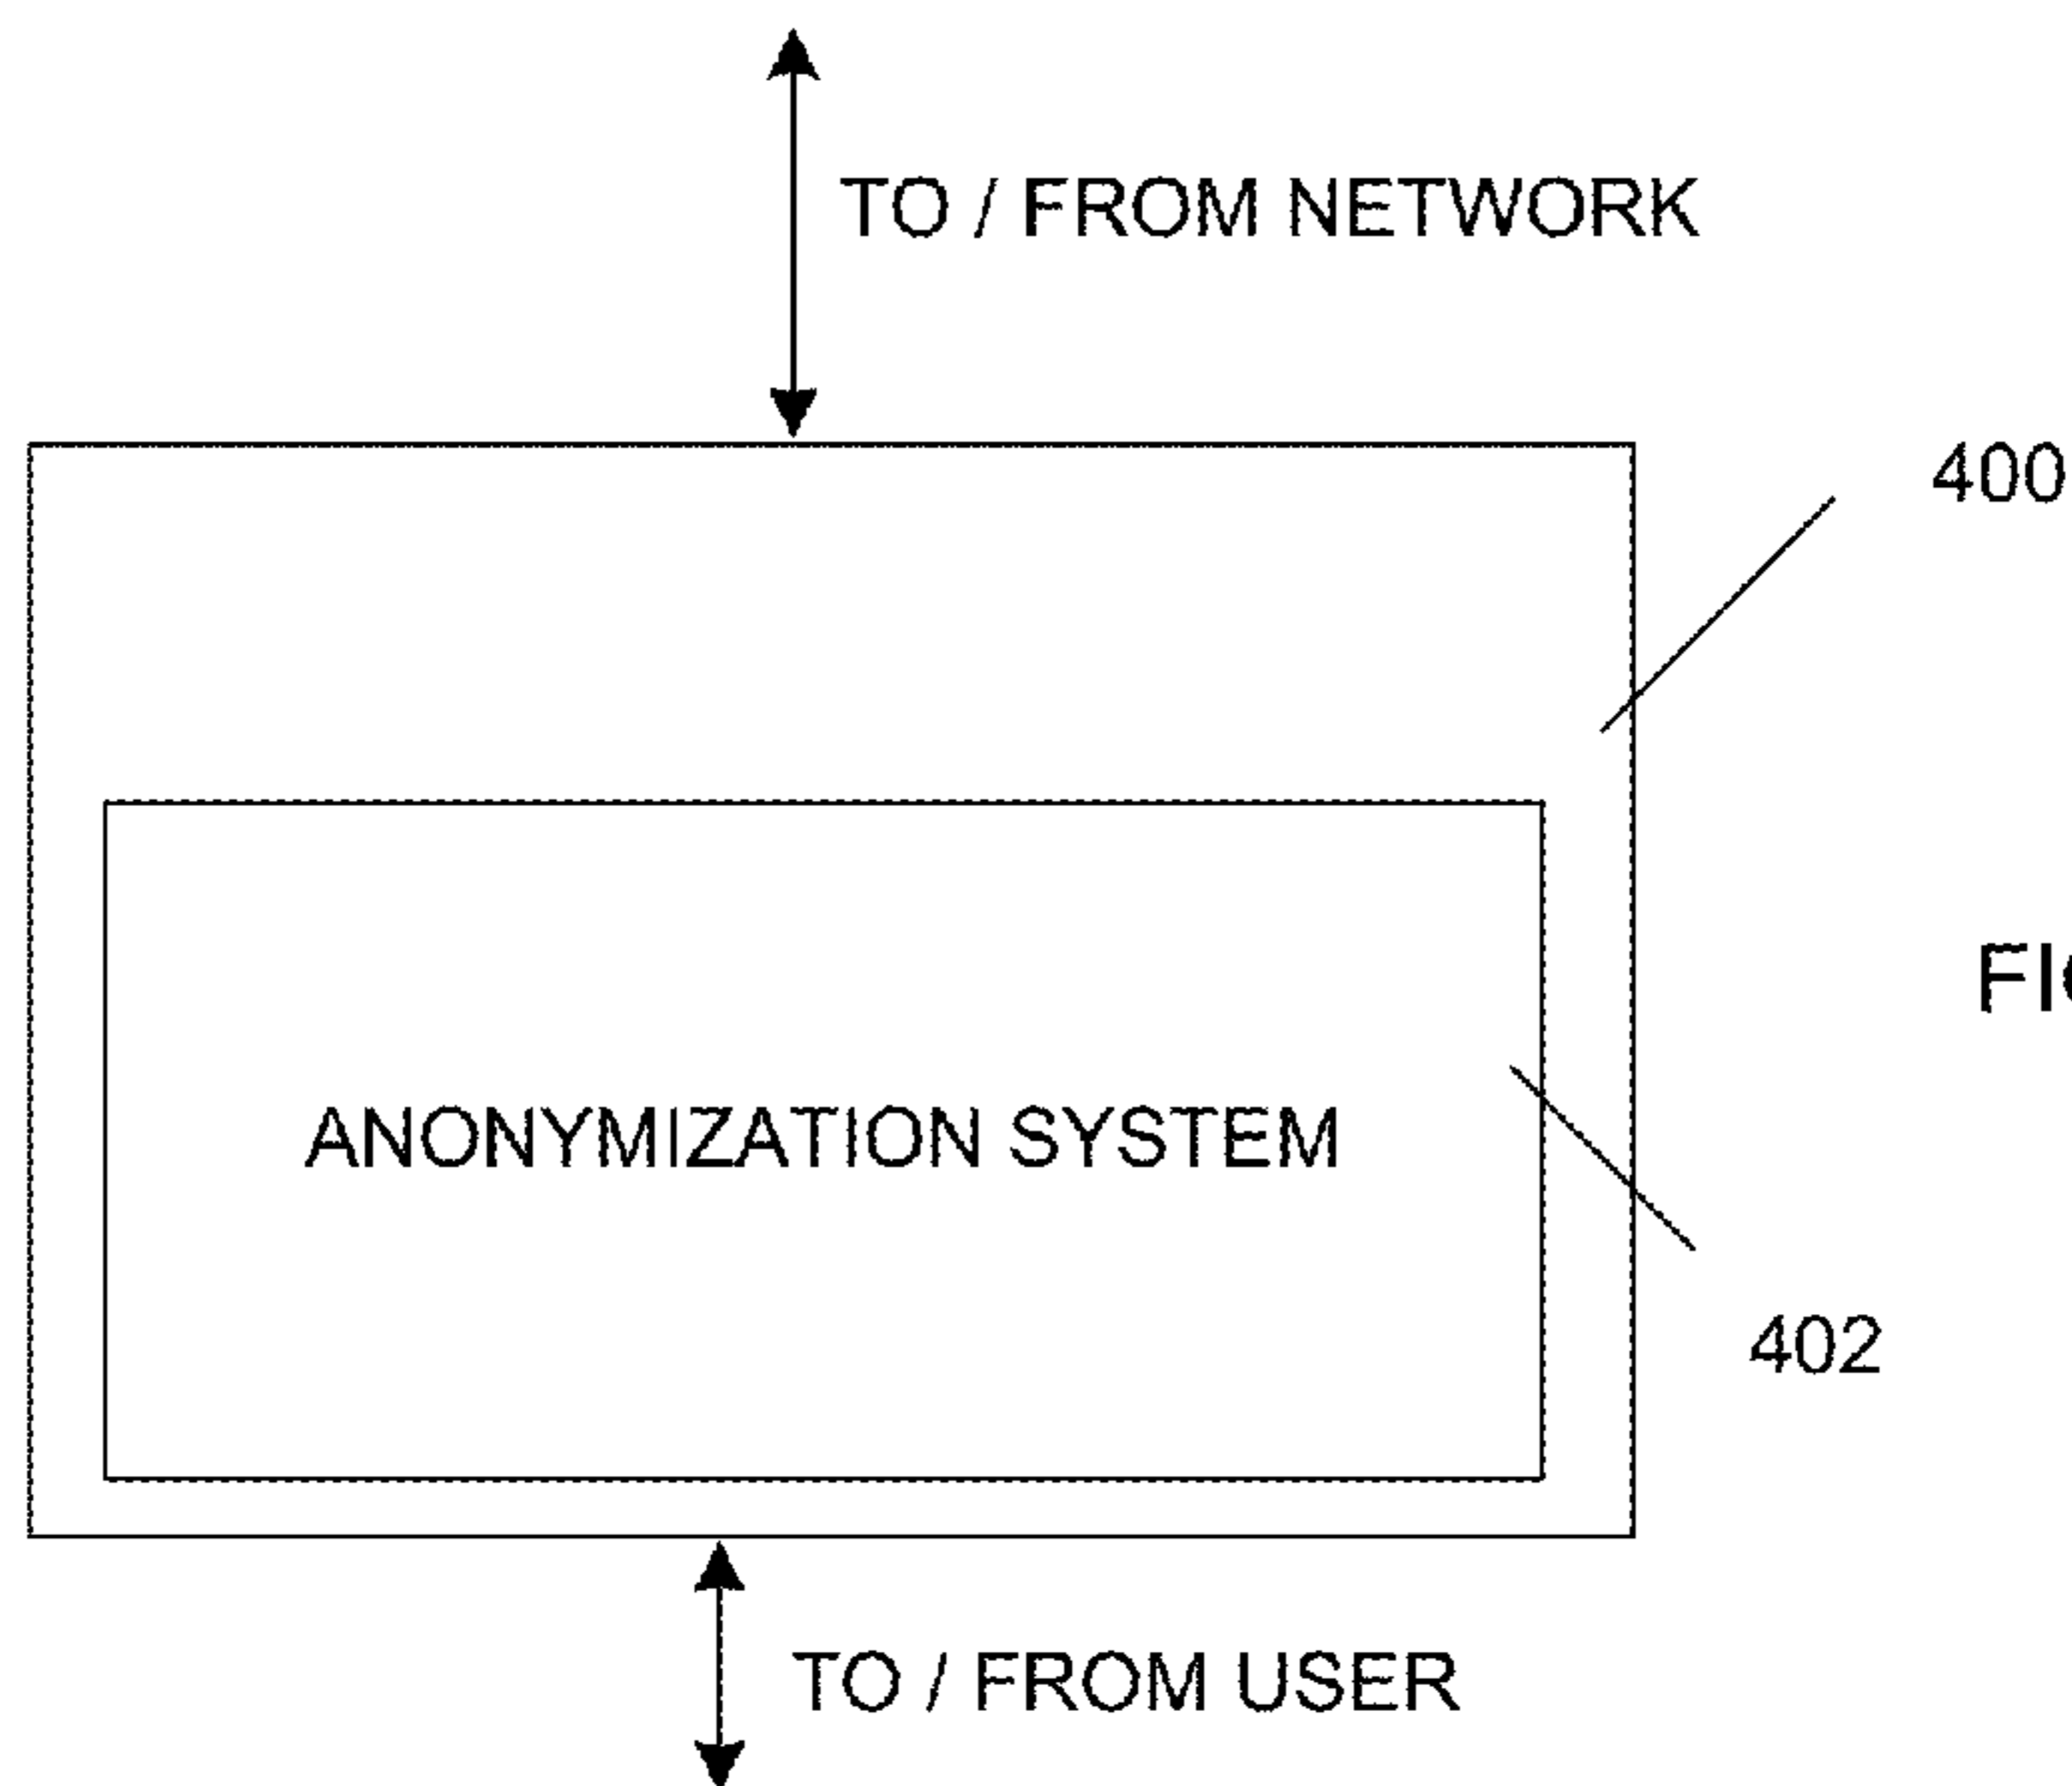 TO / FROM NETWORK
400
ANONYMIZATION SYSTEM
402
TO / FROM USER